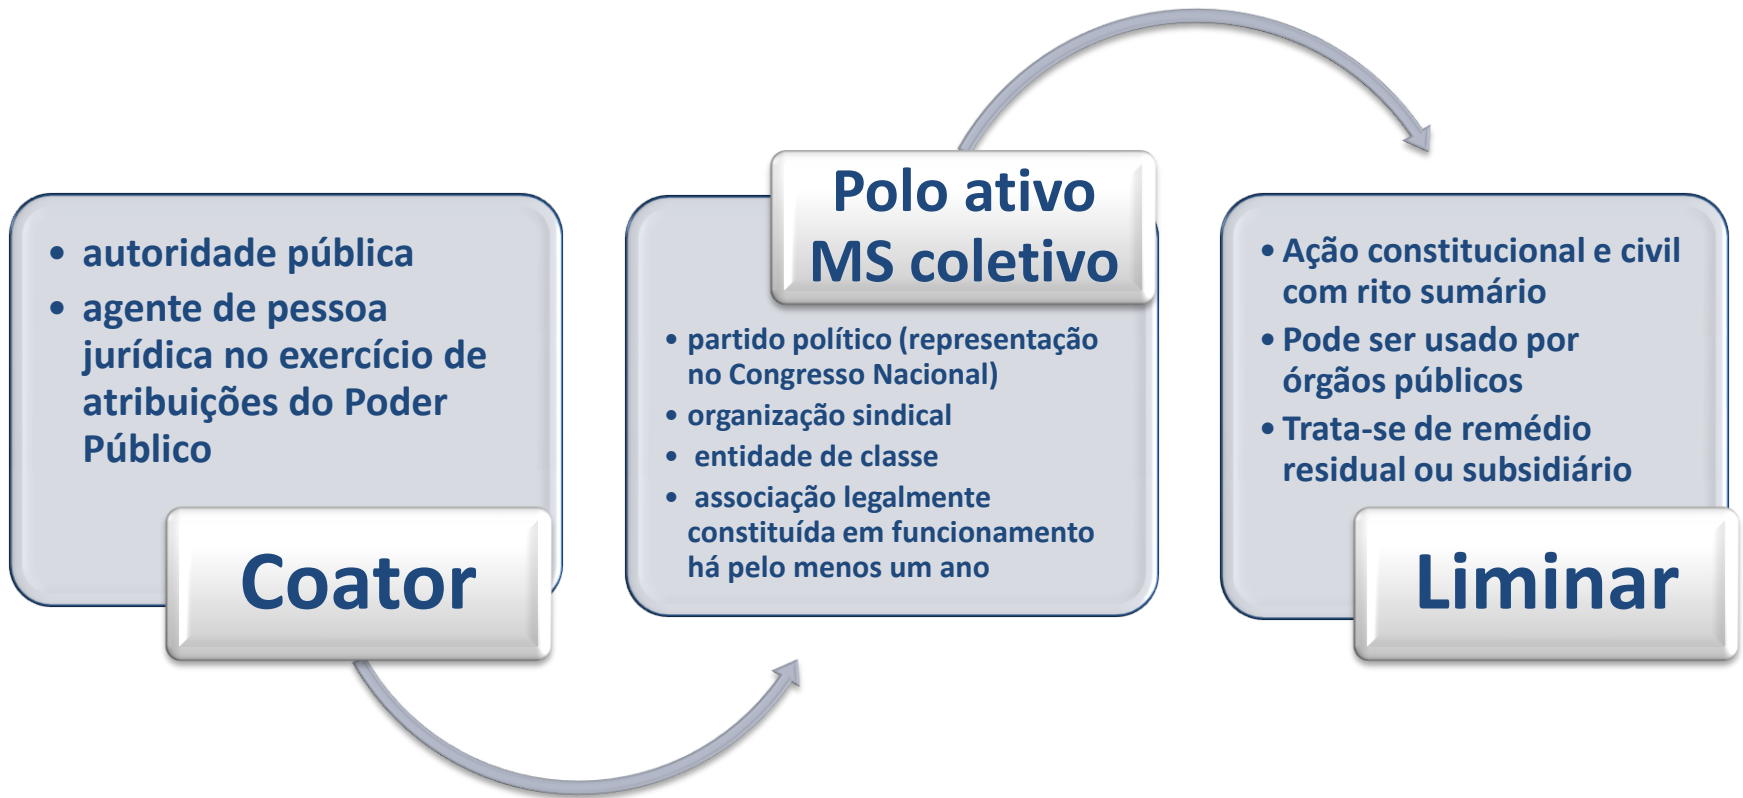 • autoridade pública
• agente de pessoa
jurídica no exercício de
atribuições do Poder
Público
Coator
Polo ativo
MS coletivo
• partido político (representação
no Congresso Nacional)
• organização sindical
• entidade de classe
• associação legalmente
constituída em funcionamento
há pelo menos um ano
• Ação constitucional e civil
com rito sumário
• Pode ser usado por
órgãos públicos
• Trata-se de remédio
residual ou subsidiário
Liminar